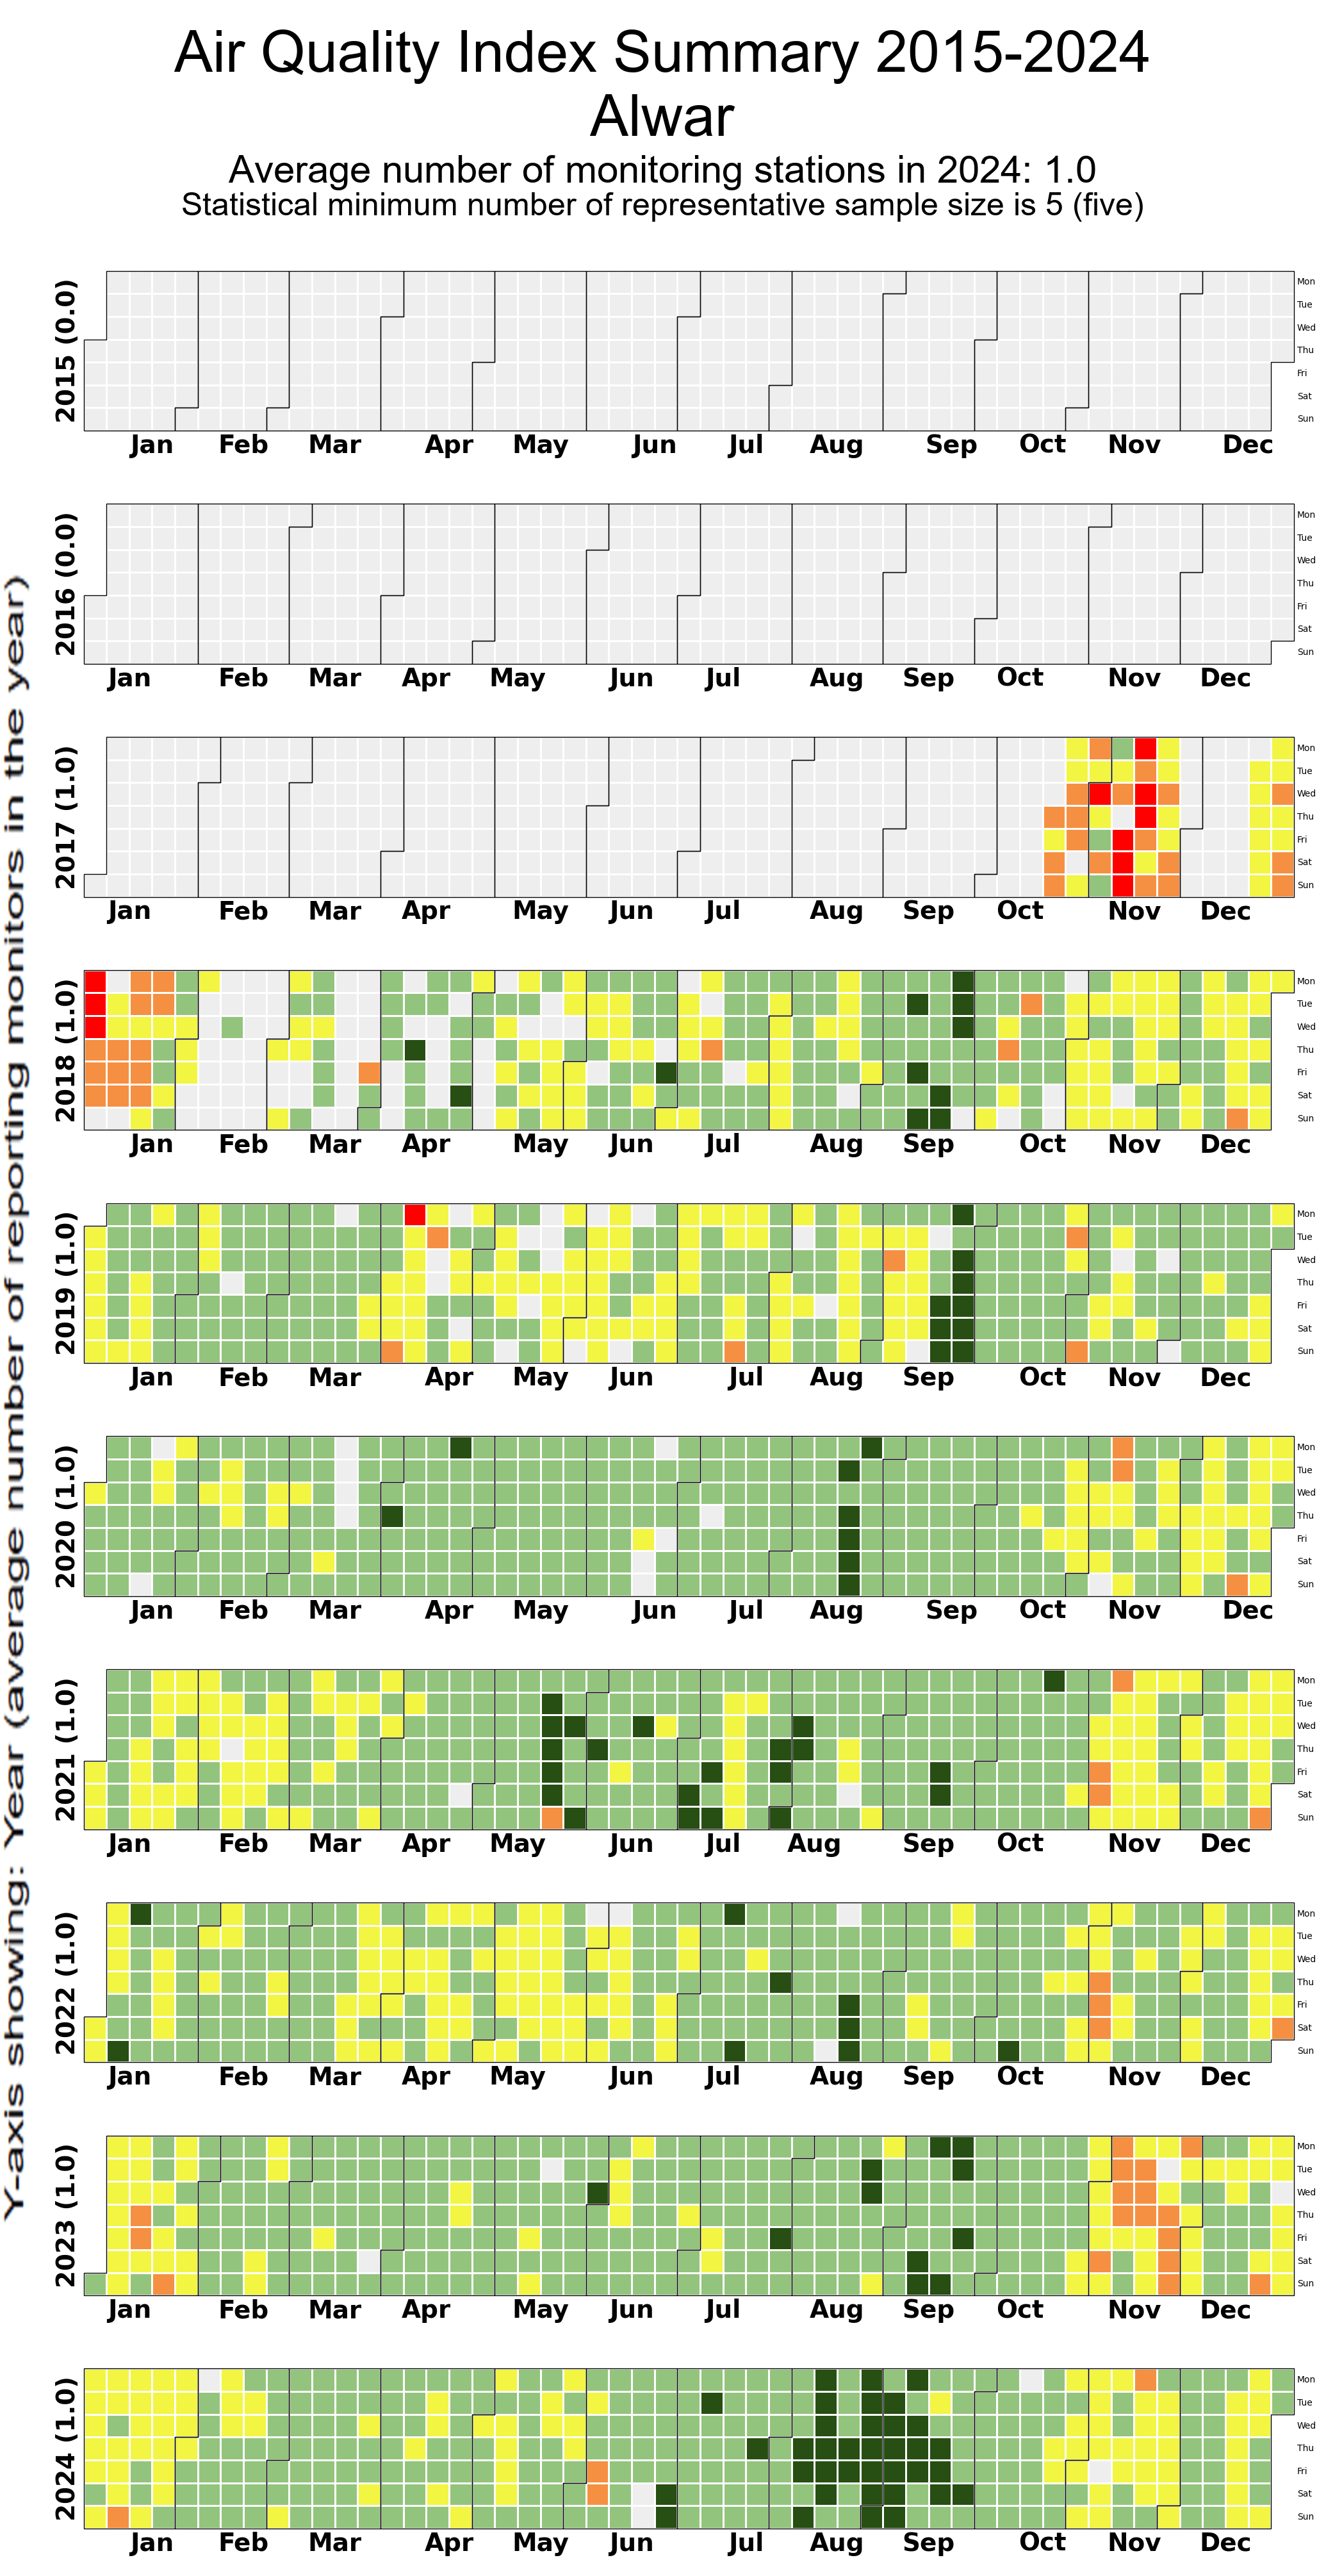 Air Quality Index Summary 2015-2024
Alwar
Average number of monitoring stations in 2024: 1.0
Statistical minimum number of representative sample size is 5 (five)
Y-axis showing: Year (average number of reporting monitors in the year)
2015 (0.0)
Mon
Tue
Wed
Thu
Fri
Sat
Sun
Jan Feb Mar Apr May Jun Jul Aug Sep Oct Nov Dec
2016 (0.0)
Mon
Tue
Wed
Thu
Fri
Sat
Sun
Jan Feb Mar Apr May Jun Jul Aug Sep Oct Nov Dec
2017 (1.0)
Mon
Tue
Wed
Thu
Fri
Sat
Sun
Jan Feb Mar Apr May Jun Jul Aug Sep Oct Nov Dec
2018 (1.0)
Mon
Tue
Wed
Thu
Fri
Sat
Sun
Jan Feb Mar Apr May Jun Jul Aug Sep Oct Nov Dec
2019 (1.0)
Mon
Tue
Wed
Thu
Fri
Sat
Sun
Jan Feb Mar Apr May Jun Jul Aug Sep Oct Nov Dec
2020 (1.0)
Mon
Tue
Wed
Thu
Fri
Sat
Sun
Jan Feb Mar Apr May Jun Jul Aug Sep Oct Nov Dec
2021 (1.0)
Mon
Tue
Wed
Thu
Fri
Sat
Sun
Jan Feb Mar Apr May Jun Jul Aug Sep Oct Nov Dec
2022 (1.0)
Mon
Tue
Wed
Thu
Fri
Sat
Sun
Jan Feb Mar Apr May Jun Jul Aug Sep Oct Nov Dec
2023 (1.0)
Mon
Tue
Wed
Thu
Fri
Sat
Sun
Jan Feb Mar Apr May Jun Jul Aug Sep Oct Nov Dec
2024 (1.0)
Mon
Tue
Wed
Thu
Fri
Sat
Sun
Jan Feb Mar Apr May Jun Jul Aug Sep Oct Nov Dec